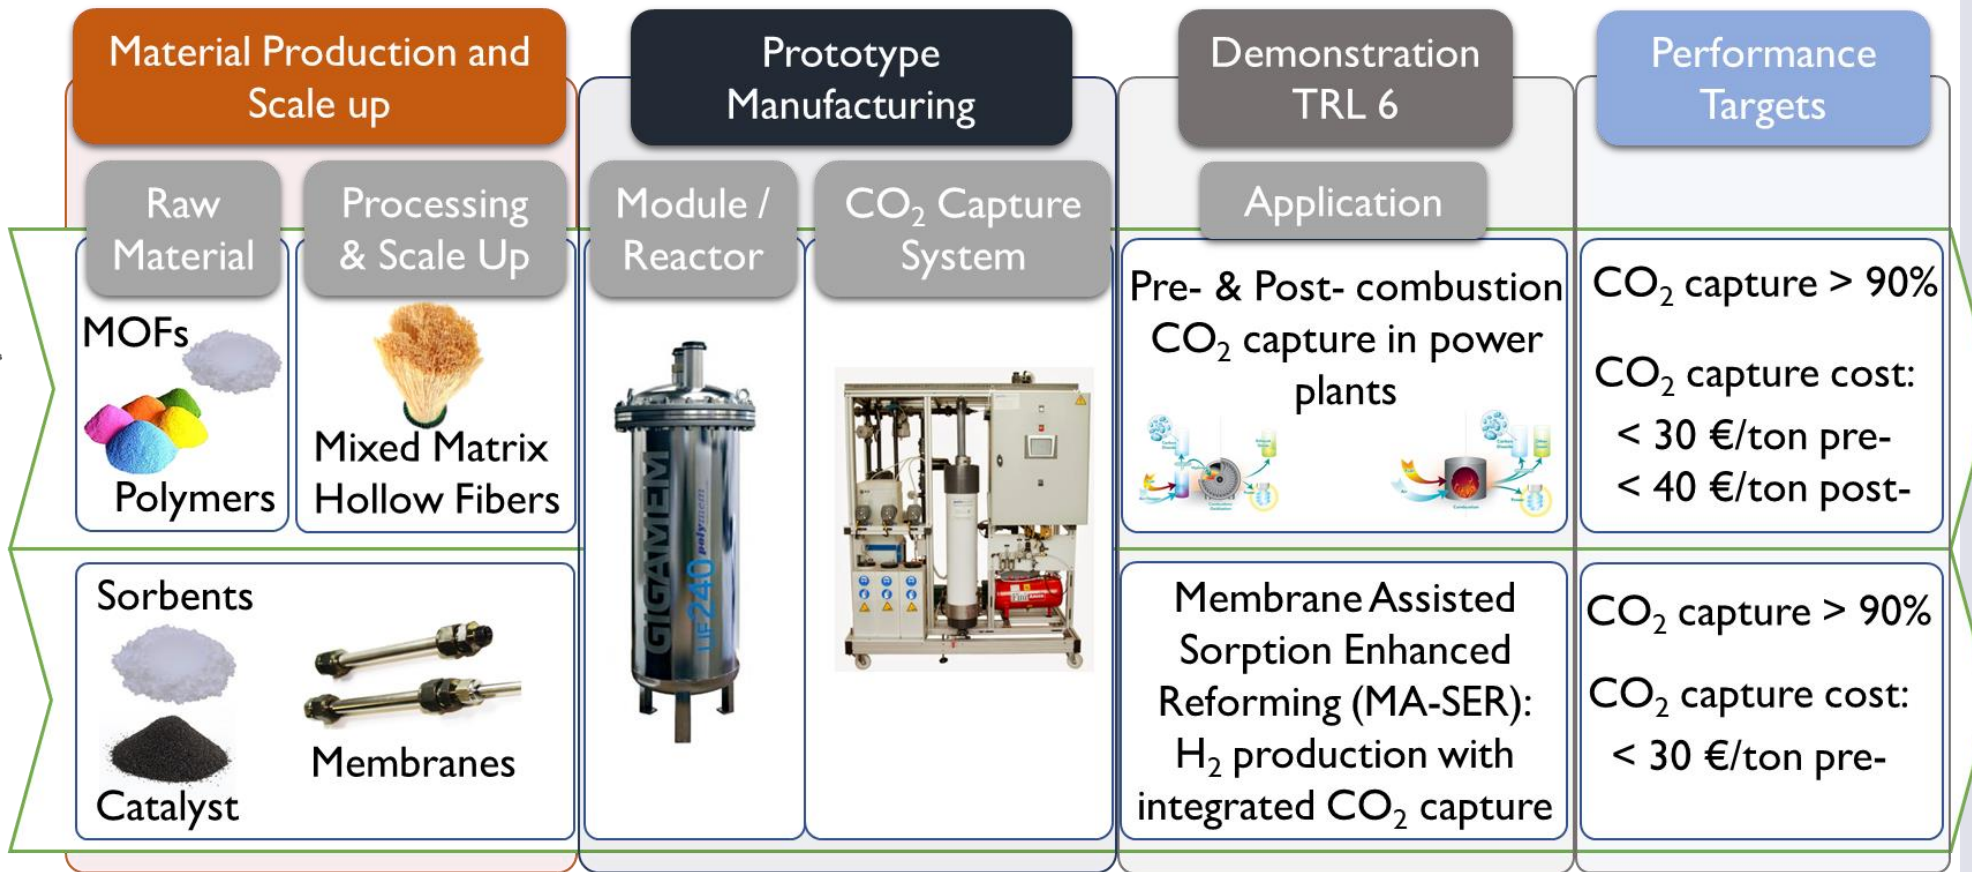 Material Production and
Scale up
Prototype
Manufacturing
Demonstration
TRL 6
Performance
Targets
Raw
Material
Processing
& Scale Up
Module /
Reactor
CO₂ Capture
System
Application
MOFs
Polymers
Mixed Matrix
Hollow Fibers
GIGAMEM
UF240 polymem
Pre- & Post- combustion
CO₂ capture in power
plants
CO₂ capture > 90%
CO₂ capture cost:
< 30 €/ton pre-
< 40 €/ton post-
Sorbents
Catalyst
Membranes
Membrane Assisted
Sorption Enhanced
Reforming (MA-SER):
H₂ production with
integrated CO₂ capture
CO₂ capture > 90%
CO₂ capture cost:
< 30 €/ton pre-